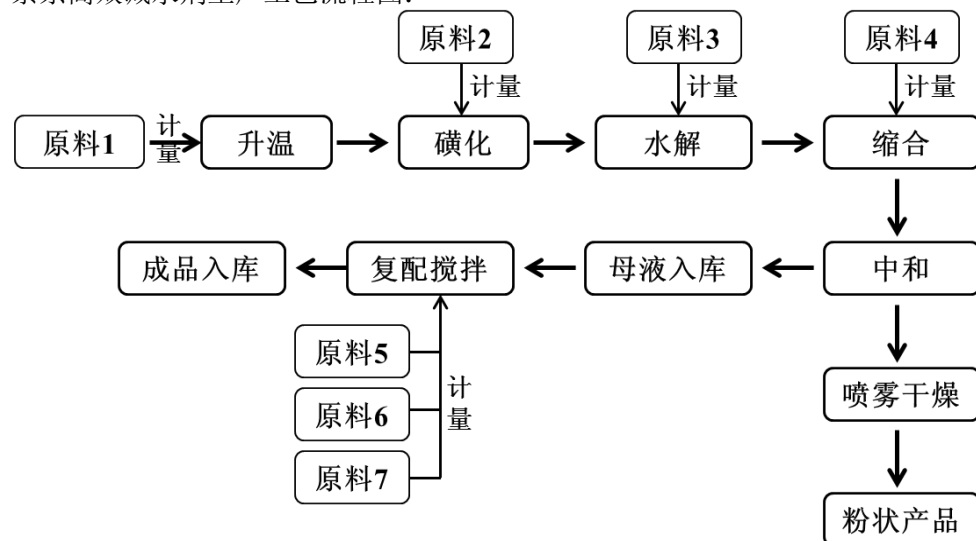 原料2
原料3
原料4
计量
计量
计量
原料1
计量
升温
磺化
水解
缩合
成品入库
复配搅拌
母液入库
中和
原料5
原料6
原料7
计量
喷雾干燥
粉状产品